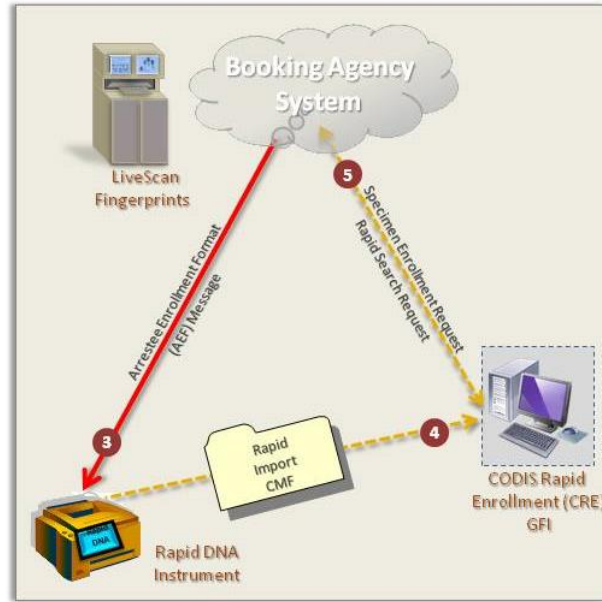 Booking Agency
System
LiveScan
Fingerprints
5
Specimen Enrollment Request
Rapid Search Request
Arrestee Enrollment Format
(AEF) Message
3
4
Rapid
Import
CMF
CODIS Rapid
Enrollment (CRE)
GFI
DNA
Rapid DNA
Instrument